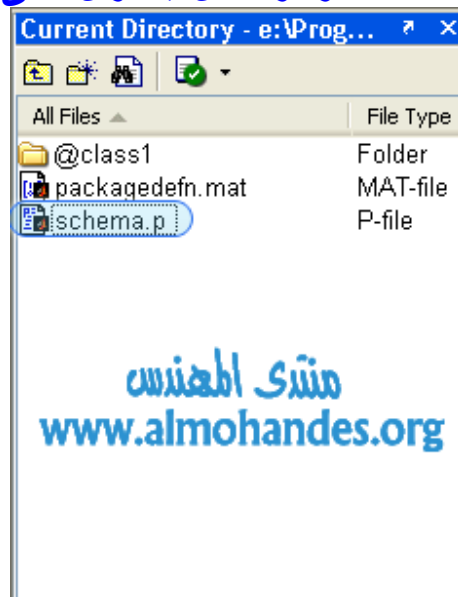 Current Directory - e:\Prog...
All Files
File Type
@class1
Folder
packagedefn.mat
MAT-file
schema.p
P-file
منتدى المهندس
www.almohandes.org